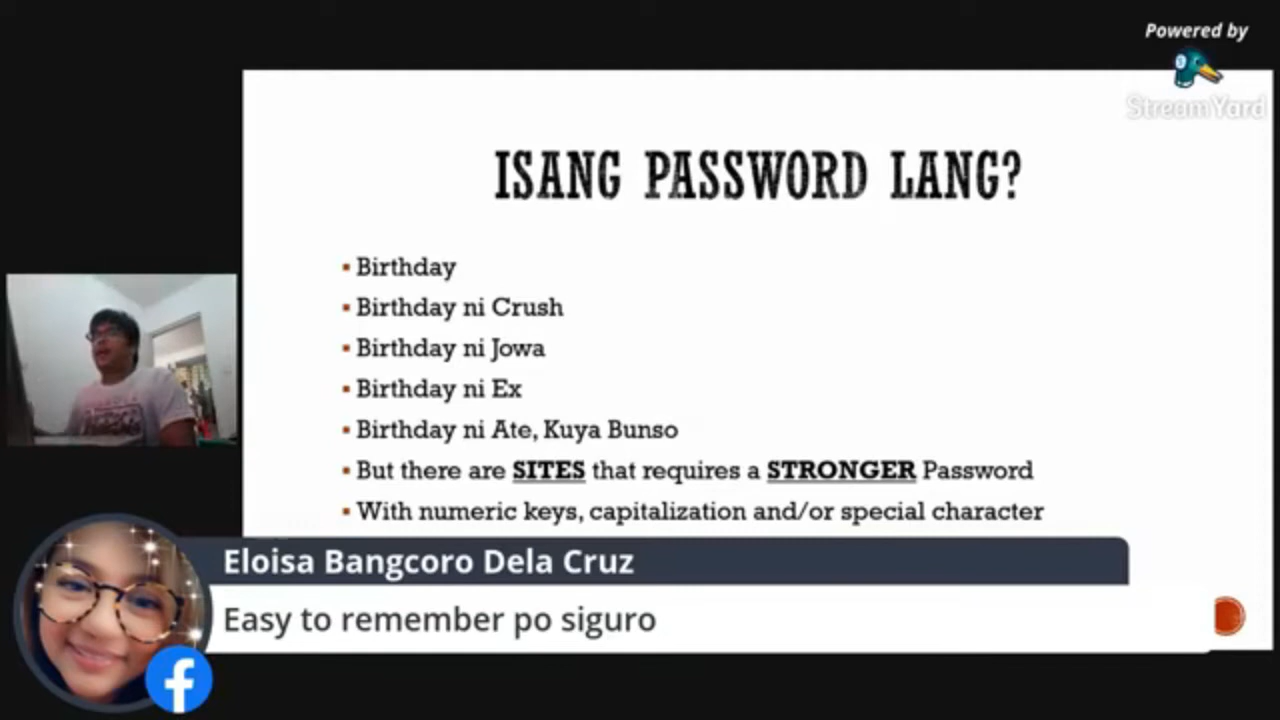 Powered by
StreamYard
ISANG PASSWORD LANG?
Birthday
Birthday ni Crush
Birthday ni Jowa
Birthday ni Ex
Birthday ni Ate, Kuya Bunso
But there are SITES that requires a STRONGER Password
With numeric keys, capitalization and/or special character
Eloisa Bangcoro Dela Cruz
Easy to remember po siguro